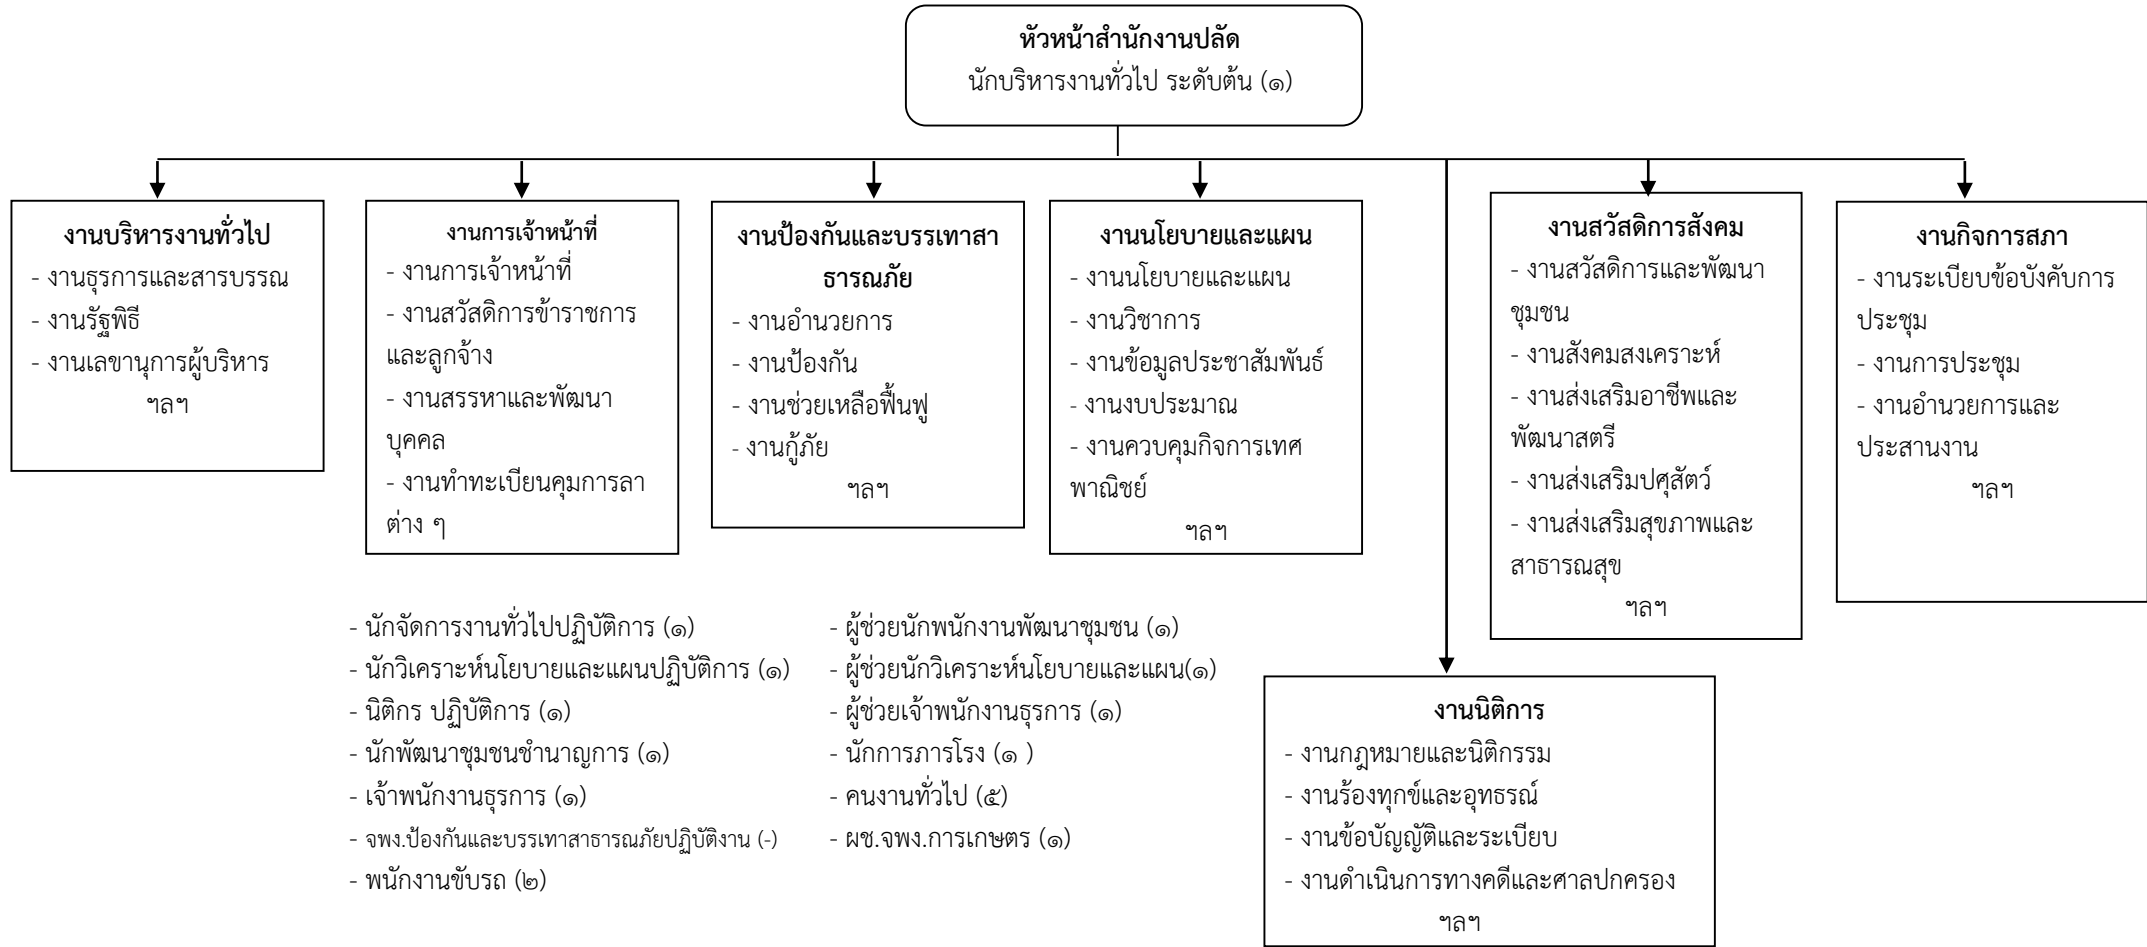 หัวหน้าสำนักงานปลัด
นักบริหารงานทั่วไป ระดับต้น (๑)
งานบริหารงานทั่วไป
- งานธุรการและสารบรรณ
- งานรัฐพิธี
- งานเลขานุการผู้บริหาร
ฯลฯ
งานการเจ้าหน้าที่
- งานการเจ้าหน้าที่
- งานสวัสดิการข้าราชการ
และลูกจ้าง
- งานสรรหาและพัฒนา
บุคคล
- งานทำทะเบียนคุมการลา
ต่าง ๆ
งานป้องกันและบรรเทาสา
ธารณภัย
- งานอำนวยการ
- งานป้องกัน
- งานช่วยเหลือฟื้นฟู
- งานกู้ภัย
ฯลฯ
งานนโยบายและแผน
- งานนโยบายและแผน
- งานวิชาการ
- งานข้อมูลประชาสัมพันธ์
- งานงบประมาณ
- งานควบคุมกิจการเทศ
พาณิชย์
ฯลฯ
งานสวัสดิการสังคม
- งานสวัสดิการและพัฒนา
ชุมชน
- งานสังคมสงเคราะห์
- งานส่งเสริมอาชีพและ
พัฒนาสตรี
- งานส่งเสริมปศุสัตว์
- งานส่งเสริมสุขภาพและ
สาธารณสุข
ฯลฯ
งานกิจการสภา
- งานระเบียบข้อบังคับการ
ประชุม
- งานการประชุม
- งานอำนวยการและ
ประสานงาน
ฯลฯ
- นักจัดการงานทั่วไปปฏิบัติการ (๑)
- นักวิเคราะห์นโยบายและแผนปฏิบัติการ (๑)
- นิติกร ปฏิบัติการ (๑)
- นักพัฒนาชุมชนชำนาญการ (๑)
- เจ้าพนักงานธุรการ (๑)
- จพง.ป้องกันและบรรเทาสาธารณภัยปฏิบัติงาน (-)
- พนักงานขับรถ (๒)
- ผู้ช่วยนักพนักงานพัฒนาชุมชน (๑)
- ผู้ช่วยนักวิเคราะห์นโยบายและแผน(๑)
- ผู้ช่วยเจ้าพนักงานธุรการ (๑)
- นักการภารโรง (๑ )
- คนงานทั่วไป (๕)
- ผช.จพง.การเกษตร (๑)
งานนิติการ
- งานกฎหมายและนิติกรรม
- งานร้องทุกข์และอุทธรณ์
- งานข้อบัญญัติและระเบียบ
- งานดำเนินการทางคดีและศาลปกครอง
ฯลฯ